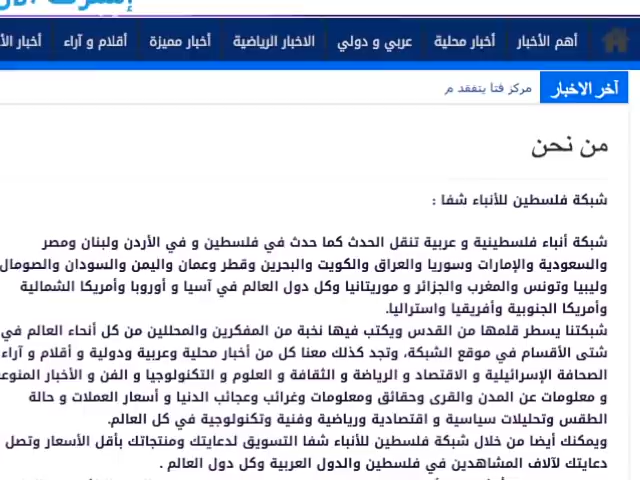 أهم الأخبار أخبار محلية عربي و دولي الاخبار الرياضية أخبار مميزة أقلام و آراء أخبار
آخر الاخبار مركز فتا يتفقد م
من نحن
شبكة فلسطين للأنباء شفا :
شبكة أنباء فلسطينية و عربية تنقل الحدث كما حدث في فلسطين و في الأردن ولبنان ومصر
والسعودية والإمارات وسوريا والعراق والكويت والبحرين وقطر وعمان واليمن والسودان والصومال
وليبيا وتونس والمغرب والجزائر و موريتانيا وكل دول العالم في آسيا و أوروبا وأمريكا الشمالية
وأمريكا الجنوبية وأفريقيا واستراليا.
شبكتنا يسطر قلمها من القدس ويكتب فيها نخبة من المفكرين والمحللين من كل أنحاء العالم في
شتى الأقسام في موقع الشبكة، وتجد كذلك معنا كل من أخبار محلية وعربية ودولية و أقلام و آراء
الصحافة الإسرائيلية و الاقتصاد و الرياضة و الثقافة و العلوم و التكنولوجيا و الفن و الأخبار
و معلومات عن المدن والقرى وحقائق ومعلومات وغرائب وعجائب الدنيا و أسعار العملات و حالة
الطقس وتحليلات سياسية و اقتصادية ورياضية وفنية وتكنولوجية في كل العالم.
ويمكنك أيضا من خلال شبكة فلسطين للأنباء شفا التسويق لدعايتك ومنتجاتك بأقل الأسعار وتصل
دعايتك لآلاف المشاهدين في فلسطين والدول العربية وكل دول العالم .